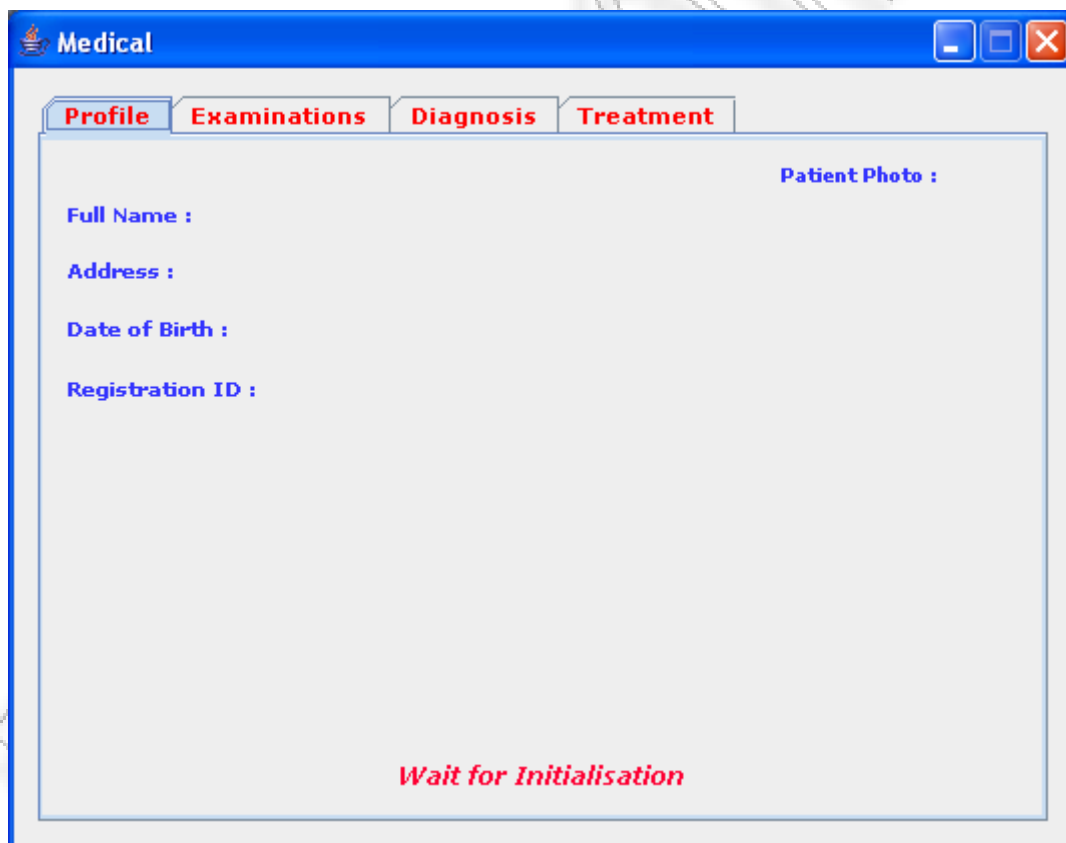 Medical
Profile Examinations Diagnosis Treatment
Patient Photo :
Full Name :
Address :
Date of Birth :
Registration ID :
Wait for Initialisation